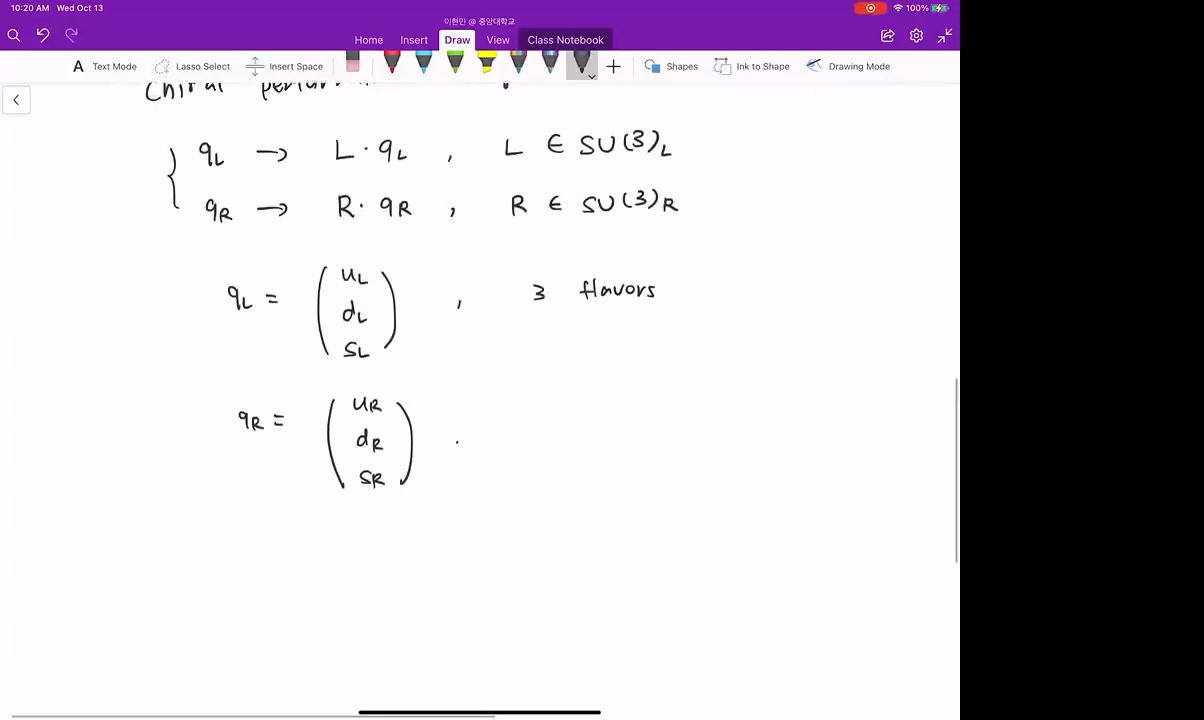 10:20 AM Wed Oct 13
100%
이현민 @ 중앙대학교
Home Insert Draw View Class Notebook
Text Mode Lasso Select Insert Space Shapes Ink to Shape Drawing Mode
Chiral
q_L → L · q_L , L ∈ SU(3)_L
q_R → R · q_R , R ∈ SU(3)_R
q_L = ( u_L d_L s_L ) , 3 flavors
q_R = ( u_R d_R s_R ) .